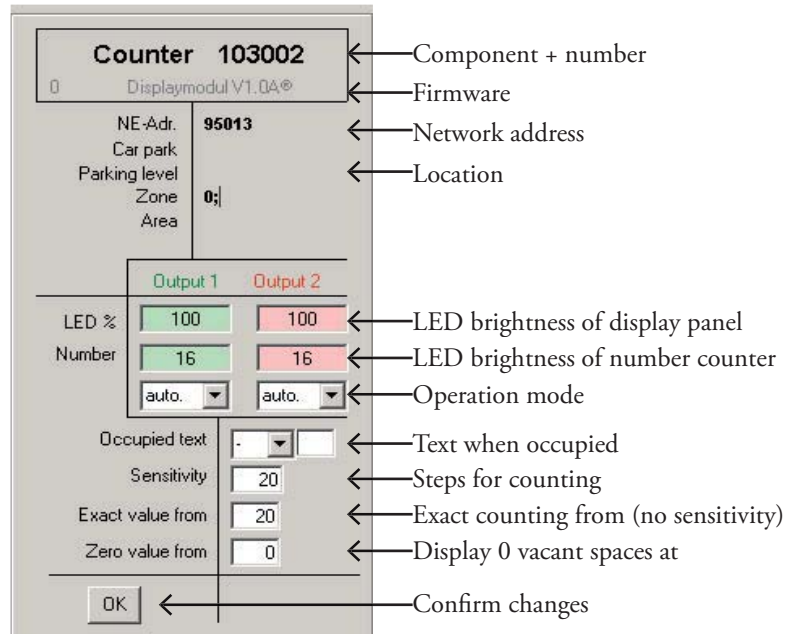 Counter 103002 Component + number
0 Displaymodul V1.0A® Firmware
NE-Adr. 95013 Network address
Car park
Parking level Location
Zone 0;
Area
Output 1 Output 2
LED % 100 100 LED brightness of display panel
Number 16 16 LED brightness of number counter
auto. auto. Operation mode
Occupied text - Text when occupied
Sensitivity 20 Steps for counting
Exact value from 20 Exact counting from (no sensitivity)
Zero value from 0 Display 0 vacant spaces at
OK Confirm changes